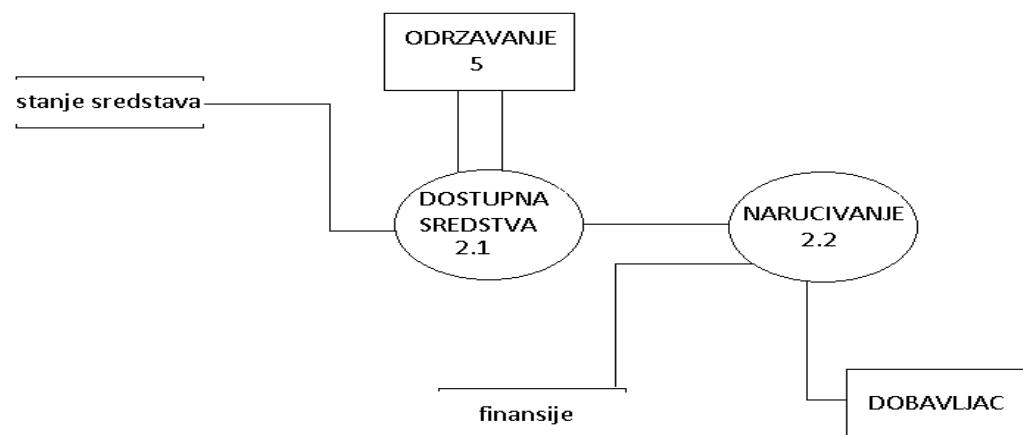 ODRZAVANJE
5
stanje sredstava
DOSTUPNA
SREDSTVA
2.1
NARUCIVANJE
2.2
finansije
DOBAVLJAC